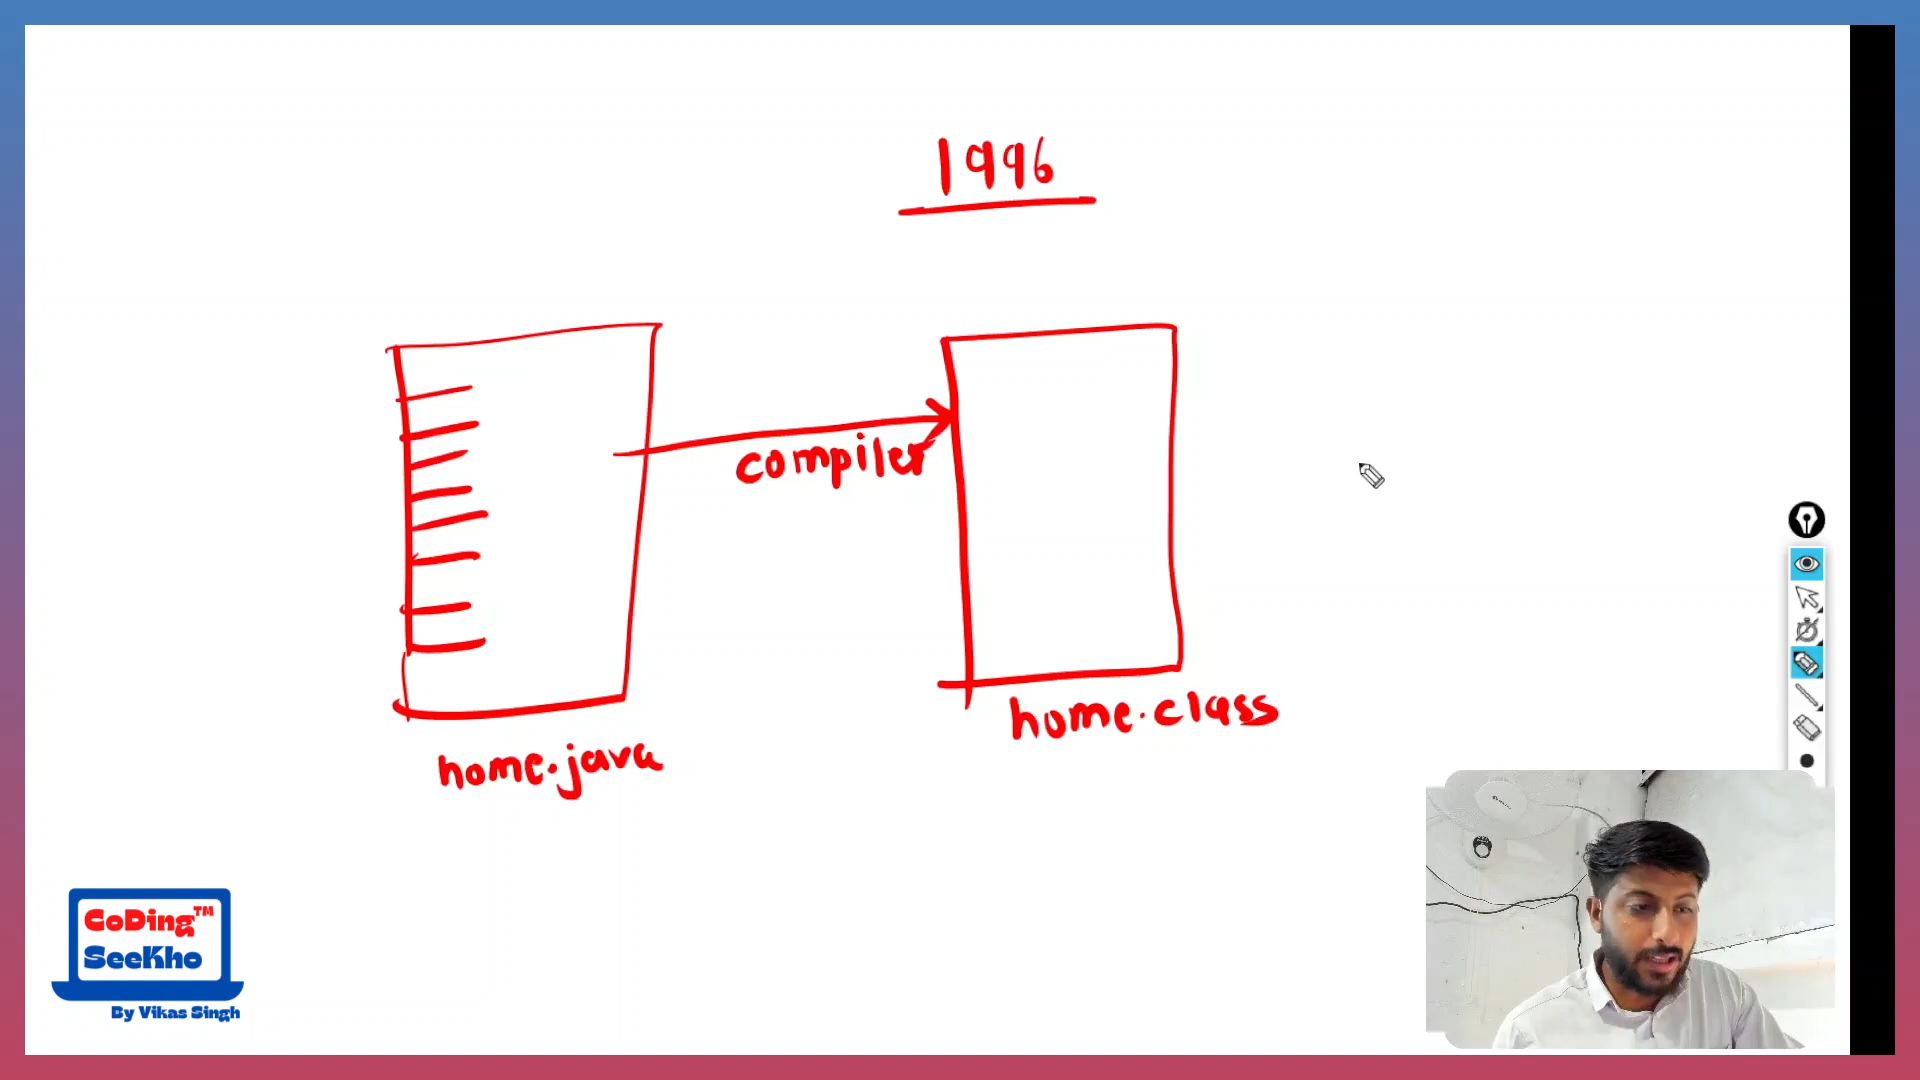 1996
compiler
home.class
home.java
CoDing™
SeeKho
By Vikas Singh